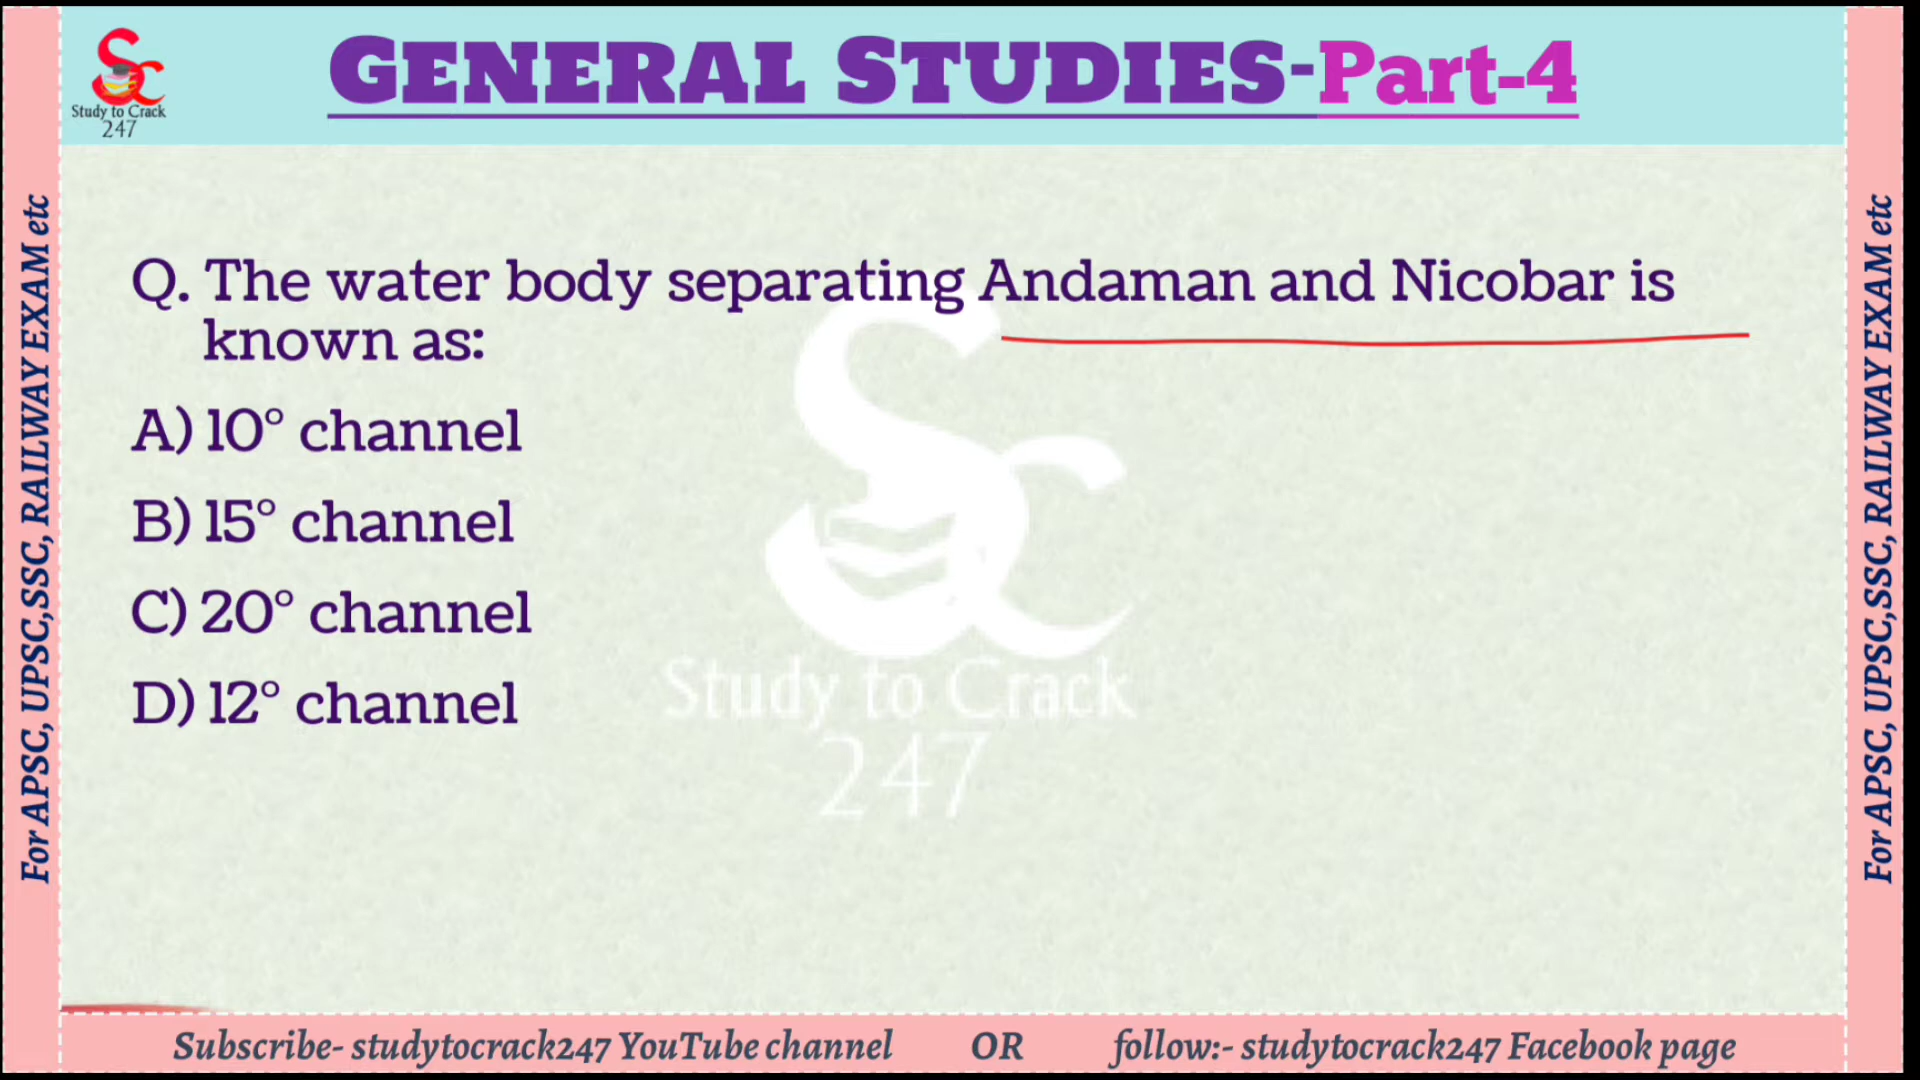 Study to Crack
247
GENERAL STUDIES-Part-4
For APSC, UPSC,SSC, RAILWAY EXAM etc
Q. The water body separating Andaman and Nicobar is
known as:
A) 10° channel
B) 15° channel
C) 20° channel
D) 12° channel
Study to Crack
247
For APSC, UPSC,SSC, RAILWAY EXAM etc
Subscribe- studytocrack247 YouTube channel OR follow:- studytocrack247 Facebook page